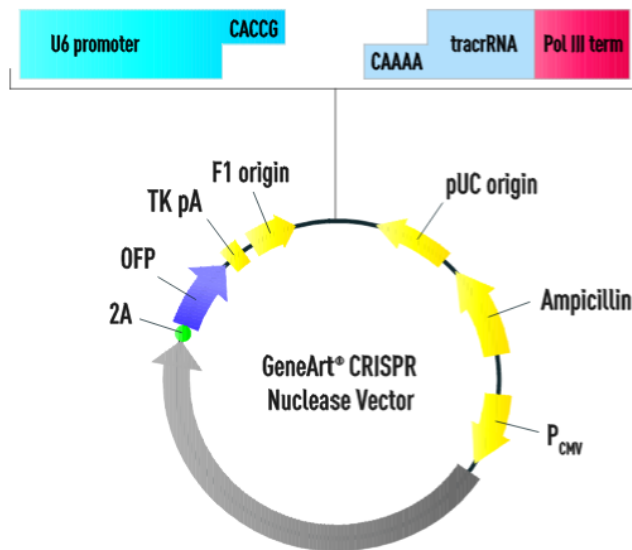 U6 promoter
CACCG
CAAAA
tracrRNA
Pol III term
F1 origin
pUC origin
TK pA
OFP
2A
Ampicillin
GeneArt® CRISPR
Nuclease Vector
P_CMV